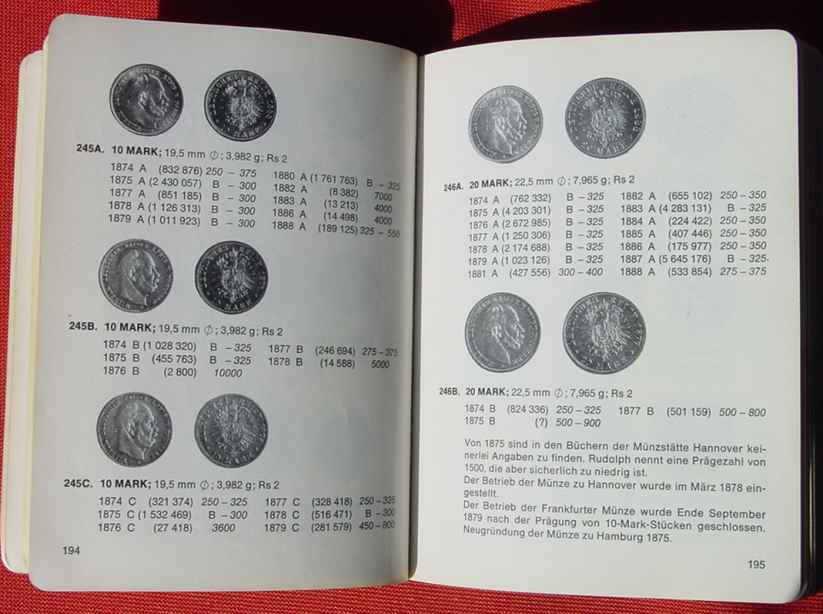 245A. 10 MARK; 19,5 mm ∅; 3,982 g; Rs 2
1874 A (832 876) 250 – 375 1880 A (1 761 763) B – 325
1875 A (2 430 057) B – 300 1882 A (8 382) 7000
1877 A (851 185) B – 300 1883 A (13 213) 4000
1878 A (1 126 313) B – 300 1886 A (14 498) 4000
1879 A (1 011 923) B – 300 1888 A (189 125) 325 – 550
245B. 10 MARK; 19,5 mm ∅; 3,982 g; Rs 2
1874 B (1 028 320) B – 325 1877 B (246 694) 275 – 375
1875 B (455 763) B – 325 1878 B (14 588) 5000
1876 B (2 800) 10000
245C. 10 MARK; 19,5 mm ∅; 3,982 g; Rs 2
1874 C (321 374) 250 – 325 1877 C (328 418) 250 – 325
1875 C (1 532 469) B – 300 1878 C (516 471) B – 300
1876 C (27 418) 3600 1879 C (281 579) 450 – 800
194
246A. 20 MARK; 22,5 mm ∅; 7,965 g; Rs 2
1874 A (762 332) B – 325 1882 A (655 102) 250 – 350
1875 A (4 203 301) B – 325 1883 A (4 283 131) B – 325
1876 A (2 672 985) B – 325 1884 A (224 422) 250 – 350
1877 A (1 250 306) B – 325 1885 A (407 446) 250 – 350
1878 A (2 174 688) B – 325 1886 A (175 977) 250 – 350
1879 A (1 023 126) B – 325 1887 A (5 645 176) B – 325
1881 A (427 556) 300 – 400 1888 A (533 854) 275 – 375
246B. 20 MARK; 22,5 mm ∅; 7,965 g; Rs 2
1874 B (824 336) 250 – 325 1877 B (501 159) 500 – 800
1875 B (?) 500 – 900
Von 1875 sind in den Büchern der Münzstätte Hannover kei-
nerlei Angaben zu finden. Rudolph nennt eine Prägezahl von
1500, die aber sicherlich zu niedrig ist.
Der Betrieb der Münze zu Hannover wurde im März 1878 ein-
gestellt.
Der Betrieb der Frankfurter Münze wurde Ende September
1879 nach der Prägung von 10-Mark-Stücken geschlossen.
Neugründung der Münze zu Hamburg 1875.
195